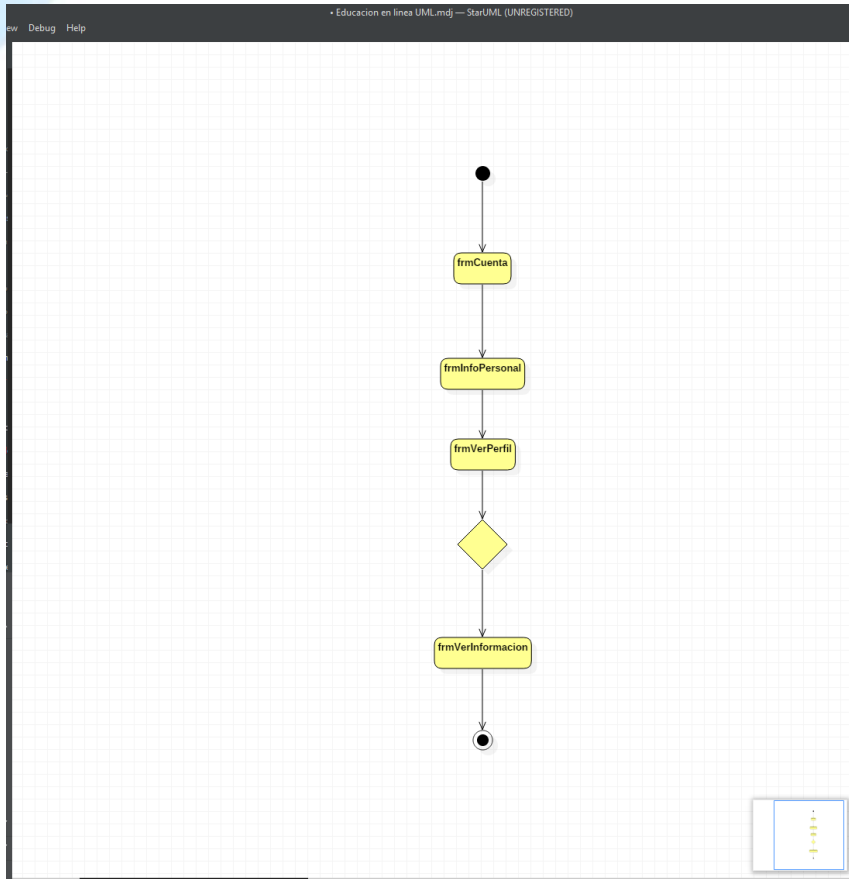 • Educacion en linea UML.mdj — StarUML (UNREGISTERED)
ew Debug Help
frmCuenta
frmInfoPersonal
frmVerPerfil
frmVerInformacion